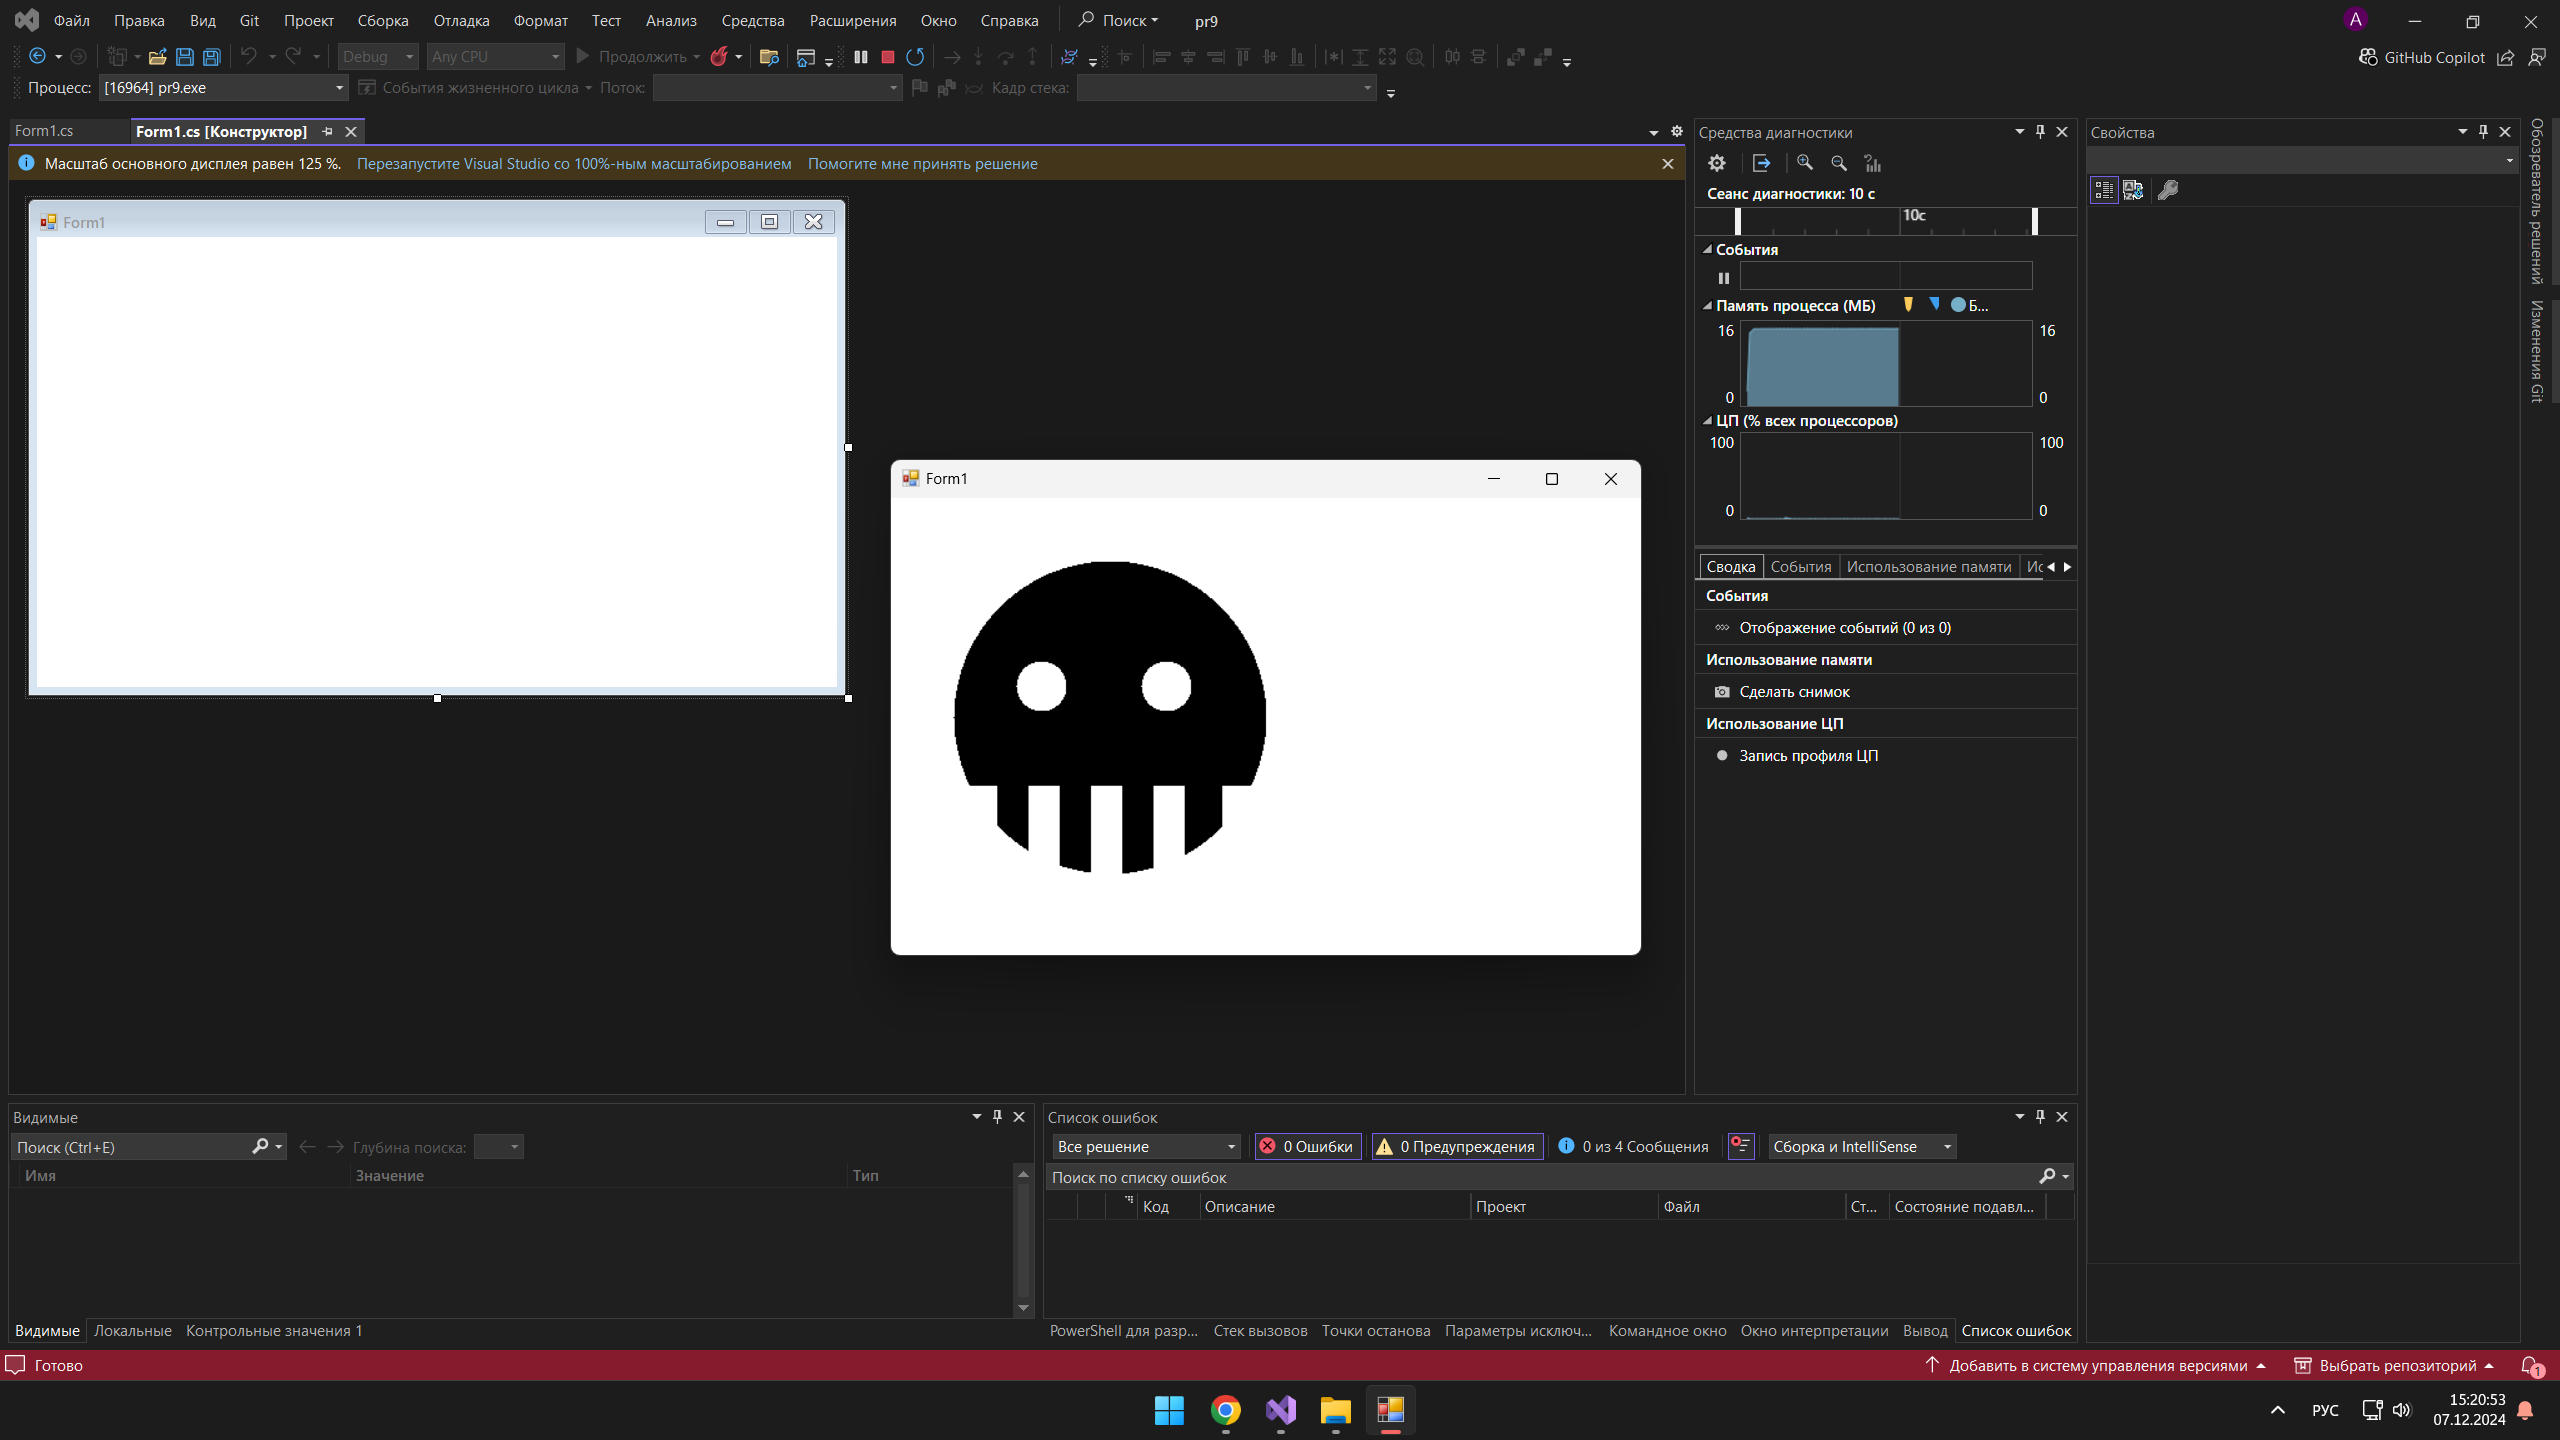 Файл Правка Вид Git Проект Сборка Отладка Формат Тест Анализ Средства Расширения Окно Справка Поиск pr9 A
Debug Any CPU Продолжить GitHub Copilot
Процесс: [16964] pr9.exe События жизненного цикла Поток: Кадр стека:
Form1.cs Form1.cs [Конструктор]
Масштаб основного дисплея равен 125 %. Перезапустите Visual Studio со 100%-ным масштабированием Помогите мне принять решение
Form1
Form1
Средства диагностики
Сеанс диагностики: 10 с
10с
События
Память процесса (МБ) Б...
16 16
0 0
ЦП (% всех процессоров)
100 100
0 0
Сводка События Использование памяти Ис
События
Отображение событий (0 из 0)
Использование памяти
Сделать снимок
Использование ЦП
Запись профиля ЦП
Свойства
Обозреватель решений
Изменения Git
Видимые
Поиск (Ctrl+E) Глубина поиска:
Имя Значение Тип
Видимые Локальные Контрольные значения 1
Список ошибок
Все решение 0 Ошибки 0 Предупреждения 0 из 4 Сообщения Сборка и IntelliSense
Поиск по списку ошибок
Код Описание Проект Файл Ст... Состояние подавл...
PowerShell для разр... Стек вызовов Точки останова Параметры исключ... Командное окно Окно интерпретации Вывод Список ошибок
Готово Добавить в систему управления версиями Выбрать репозиторий 1
РУС 15:20:53
07.12.2024